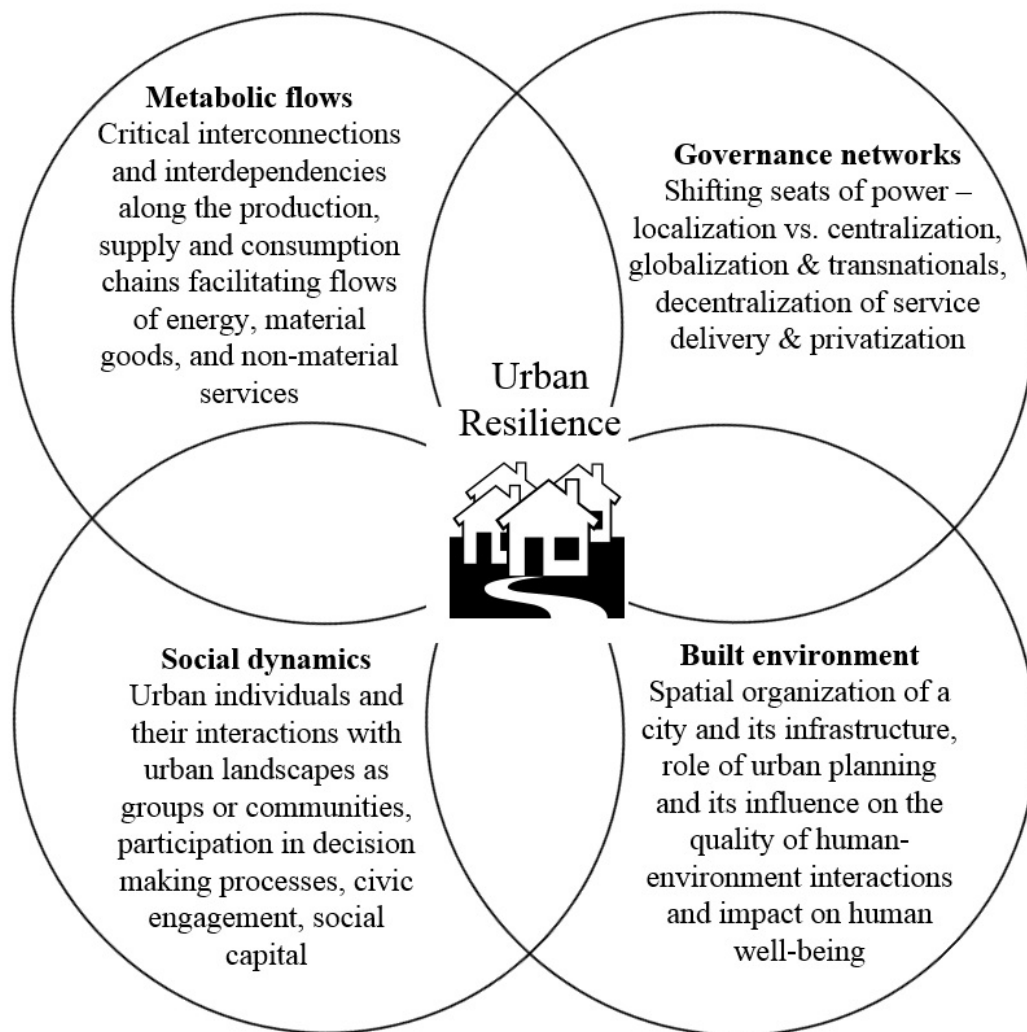 Metabolic flows
Critical interconnections
and interdependencies
along the production,
supply and consumption
chains facilitating flows
of energy, material
goods, and non-material
services
Governance networks
Shifting seats of power –
localization vs. centralization,
globalization & transnationals,
decentralization of service
delivery & privatization
Urban
Resilience
Social dynamics
Urban individuals and
their interactions with
urban landscapes as
groups or communities,
participation in decision
making processes, civic
engagement, social
capital
Built environment
Spatial organization of a
city and its infrastructure,
role of urban planning
and its influence on the
quality of human-
environment interactions
and impact on human
well-being